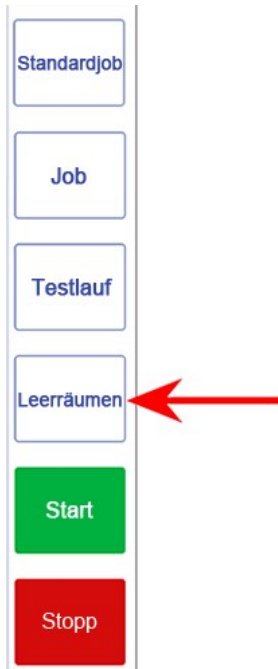 Standardjob
Job
Testlauf
Leerräumen
Start
Stopp